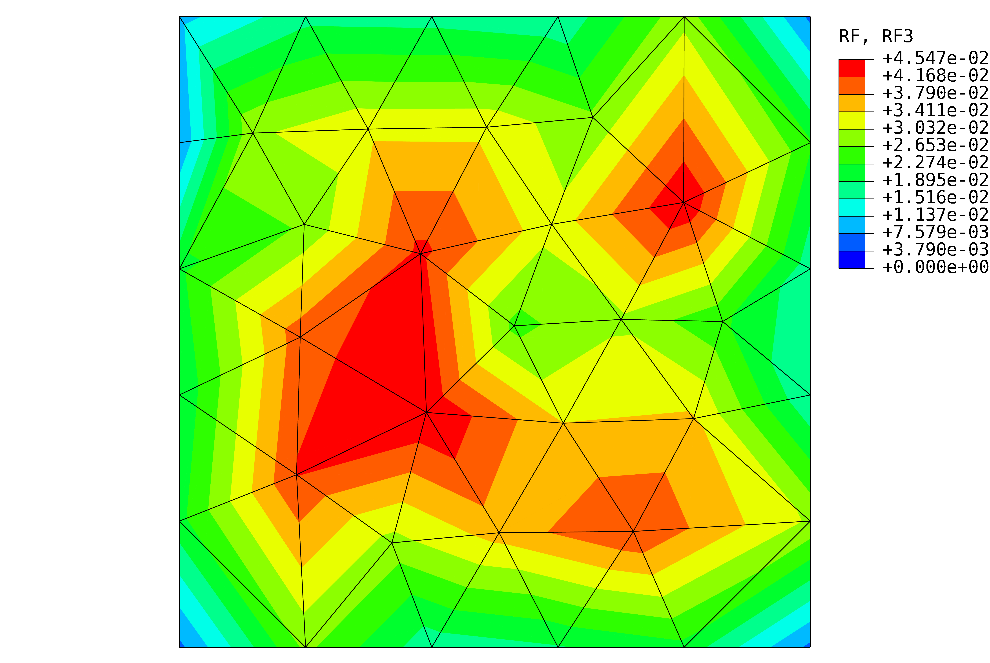 RF, RF3
+4.547e-02
+4.168e-02
+3.790e-02
+3.411e-02
+3.032e-02
+2.653e-02
+2.274e-02
+1.895e-02
+1.516e-02
+1.137e-02
+7.579e-03
+3.790e-03
+0.000e+00